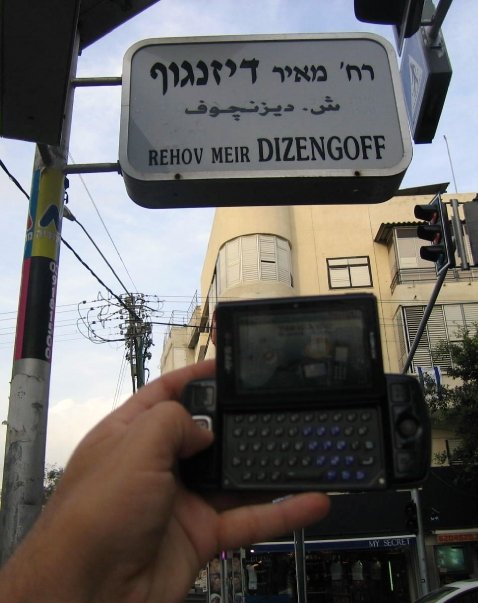 רח' מאיר דיזנגוף
ش. ديزنچوف
REHOV MEIR DIZENGOFF
MY SECRET